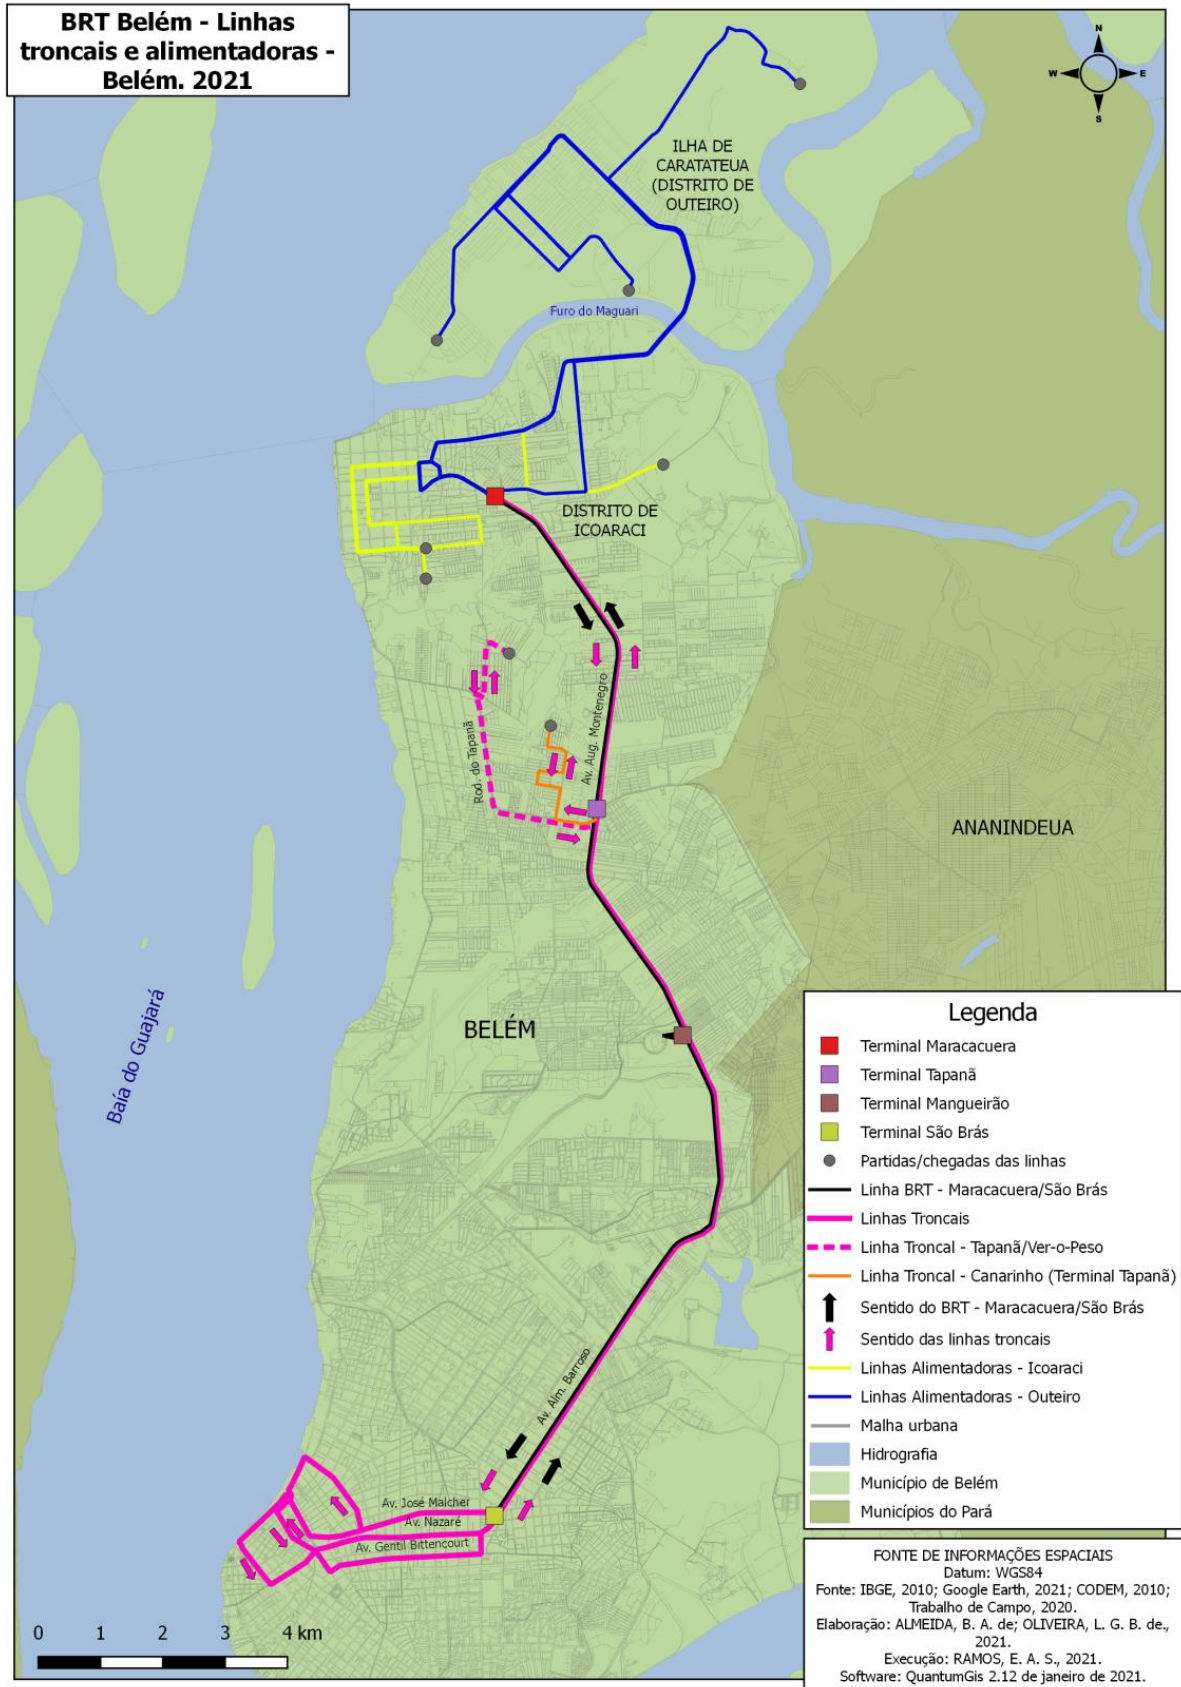 BRT Belém - Linhas
troncais e alimentadoras -
Belém. 2021
N
W
E
S
ILHA DE
CARATATEUA
(DISTRITO DE
OUTEIRO)
Furo do Maguari
DISTRITO DE
ICOARACI
Av. Aug. Montenegro
Rod. do Tapanã
ANANINDEUA
BELÉM
Baía do Guajará
Av. Alm. Barroso
Av. José Malcher
Av. Nazaré
Av. Gentil Bittencourt
0 1 2 3 4 km
Legenda
Terminal Maracacuera
Terminal Tapanã
Terminal Mangueirão
Terminal São Brás
Partidas/chegadas das linhas
Linha BRT - Maracacuera/São Brás
Linhas Troncais
Linha Troncal - Tapanã/Ver-o-Peso
Linha Troncal - Canarinho (Terminal Tapanã)
Sentido do BRT - Maracacuera/São Brás
Sentido das linhas troncais
Linhas Alimentadoras - Icoaraci
Linhas Alimentadoras - Outeiro
Malha urbana
Hidrografia
Município de Belém
Municípios do Pará
FONTE DE INFORMAÇÕES ESPACIAIS
Datum: WGS84
Fonte: IBGE, 2010; Google Earth, 2021; CODEM, 2010;
Trabalho de Campo, 2020.
Elaboração: ALMEIDA, B. A. de; OLIVEIRA, L. G. B. de.,
2021.
Execução: RAMOS, E. A. S., 2021.
Software: QuantumGis 2.12 de janeiro de 2021.